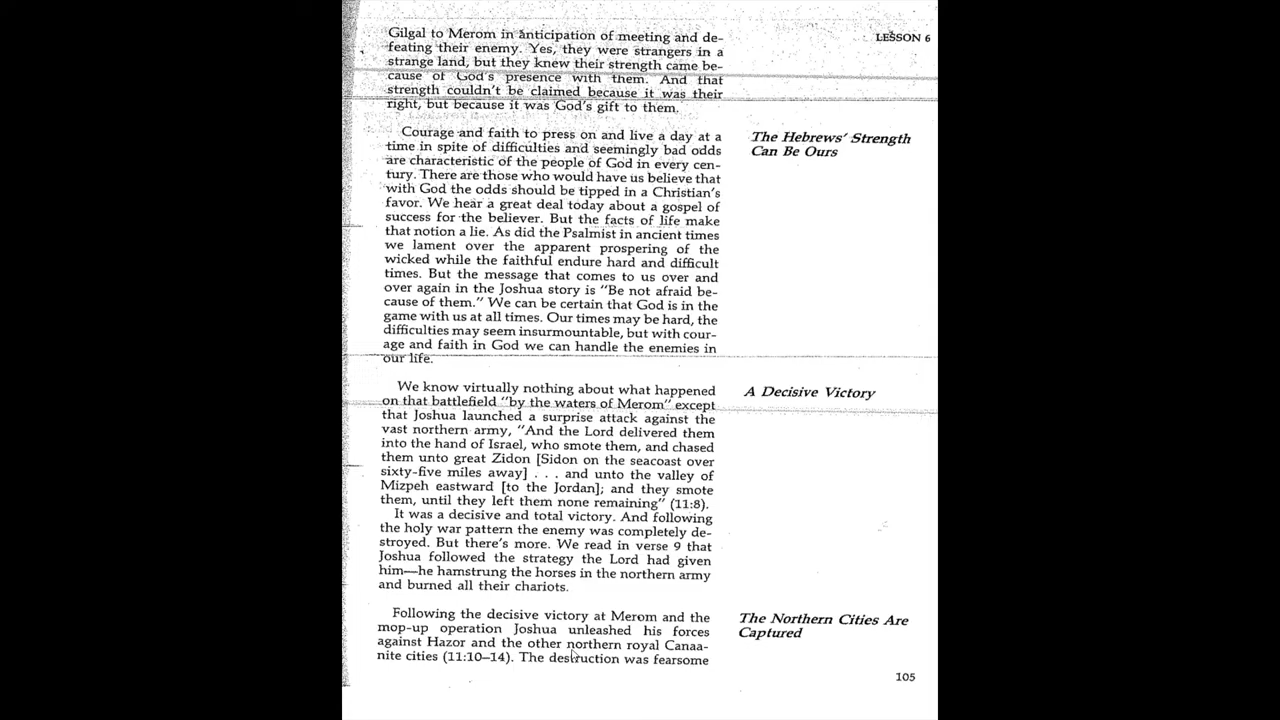 Gilgal to Merom in anticipation of meeting and de-
feating their enemy. Yes, they were strangers in a
strange land, but they knew their strength came be-
cause of God's presence with them. And that
strength couldn't be claimed because it was their
right, but because it was God's gift to them.
LESSON 6
The Hebrews' Strength
Can Be Ours
Courage and faith to press on and live a day at a
time in spite of difficulties and seemingly bad odds
are characteristic of the people of God in every cen-
tury. There are those who would have us believe that
with God the odds should be tipped in a Christian's
favor. We hear a great deal today about a gospel of
success for the believer. But the facts of life make
that notion a lie. As did the Psalmist in ancient times
we lament over the apparent prospering of the
wicked while the faithful endure hard and difficult
times. But the message that comes to us over and
over again in the Joshua story is "Be not afraid be-
cause of them." We can be certain that God is in the
game with us at all times. Our times may be hard, the
difficulties may seem insurmountable, but with cour-
age and faith in God we can handle the enemies in
our life.
A Decisive Victory
We know virtually nothing about what happened
on that battlefield "by the waters of Merom" except
that Joshua launched a surprise attack against the
vast northern army, "And the Lord delivered them
into the hand of Israel, who smote them, and chased
them unto great Zidon [Sidon on the seacoast over
sixty-five miles away] . . . and unto the valley of
Mizpeh eastward [to the Jordan]; and they smote
them, until they left them none remaining" (11:8).
It was a decisive and total victory. And following
the holy war pattern the enemy was completely de-
stroyed. But there's more. We read in verse 9 that
Joshua followed the strategy the Lord had given
him—he hamstrung the horses in the northern army
and burned all their chariots.
The Northern Cities Are
Captured
Following the decisive victory at Merom and the
mop-up operation Joshua unleashed his forces
against Hazor and the other northern royal Canaa-
nite cities (11:10–14). The destruction was fearsome
105